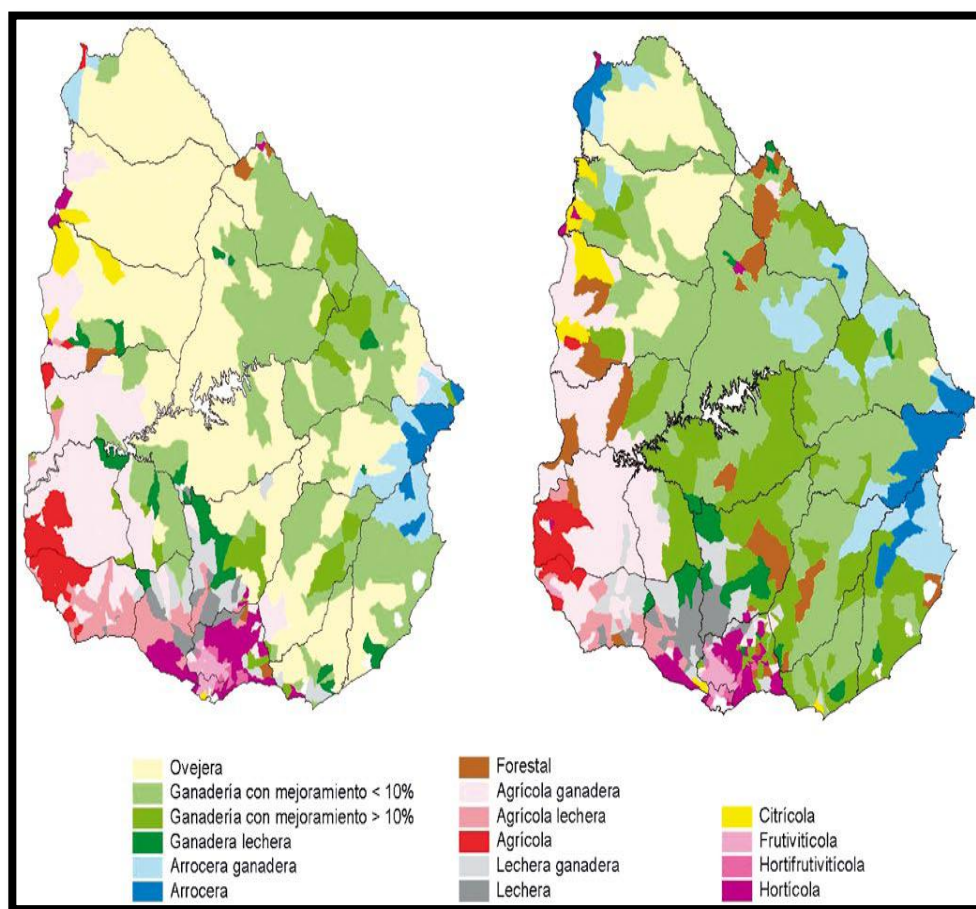 Ovejera
Ganadería con mejoramiento < 10%
Ganadería con mejoramiento > 10%
Ganadera lechera
Arrocera ganadera
Arrocera
Forestal
Agrícola ganadera
Agrícola lechera
Agrícola
Lechera ganadera
Lechera
Citrícola
Frutivitícola
Hortifrutivitícola
Hortícola